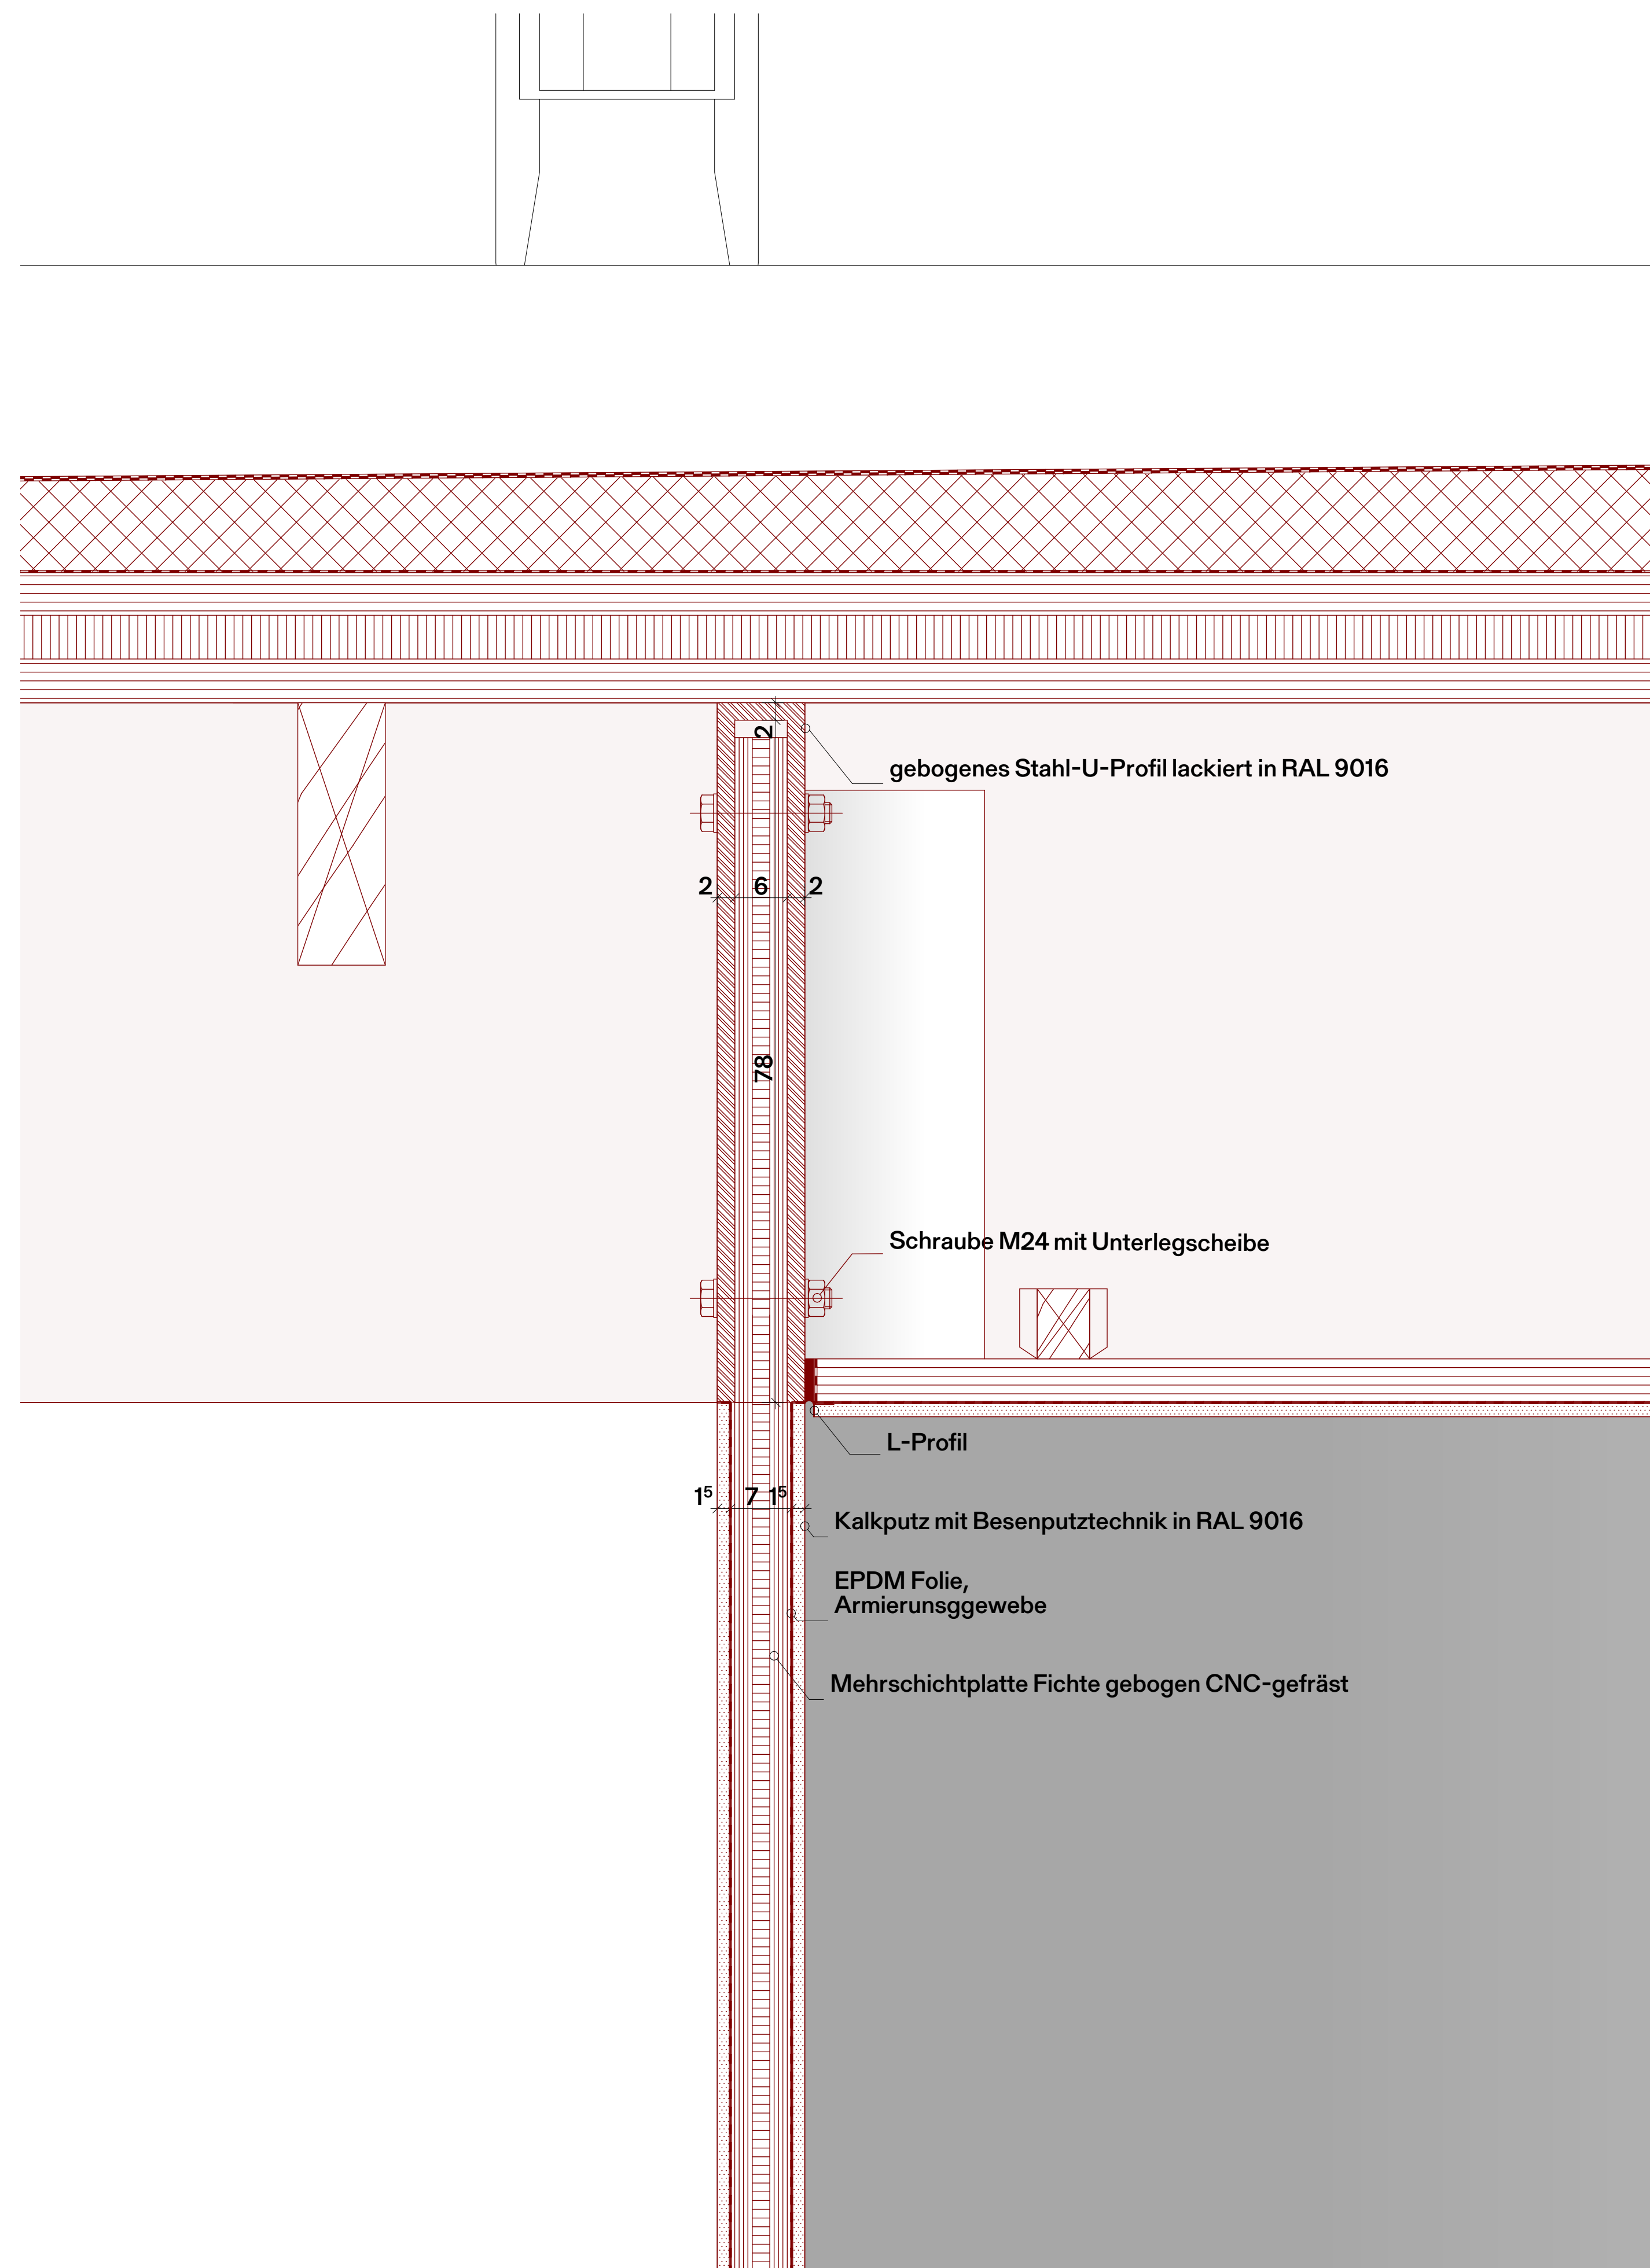 2
gebogenes Stahl-U-Profil lackiert in RAL 9016
2 6 2
78
Schraube M24 mit Unterlegscheibe
L-Profil
1⁵ 7 1⁵
Kalkputz mit Besenputztechnik in RAL 9016
EPDM Folie,
Armierunsggewebe
Mehrschichtplatte Fichte gebogen CNC-gefräst